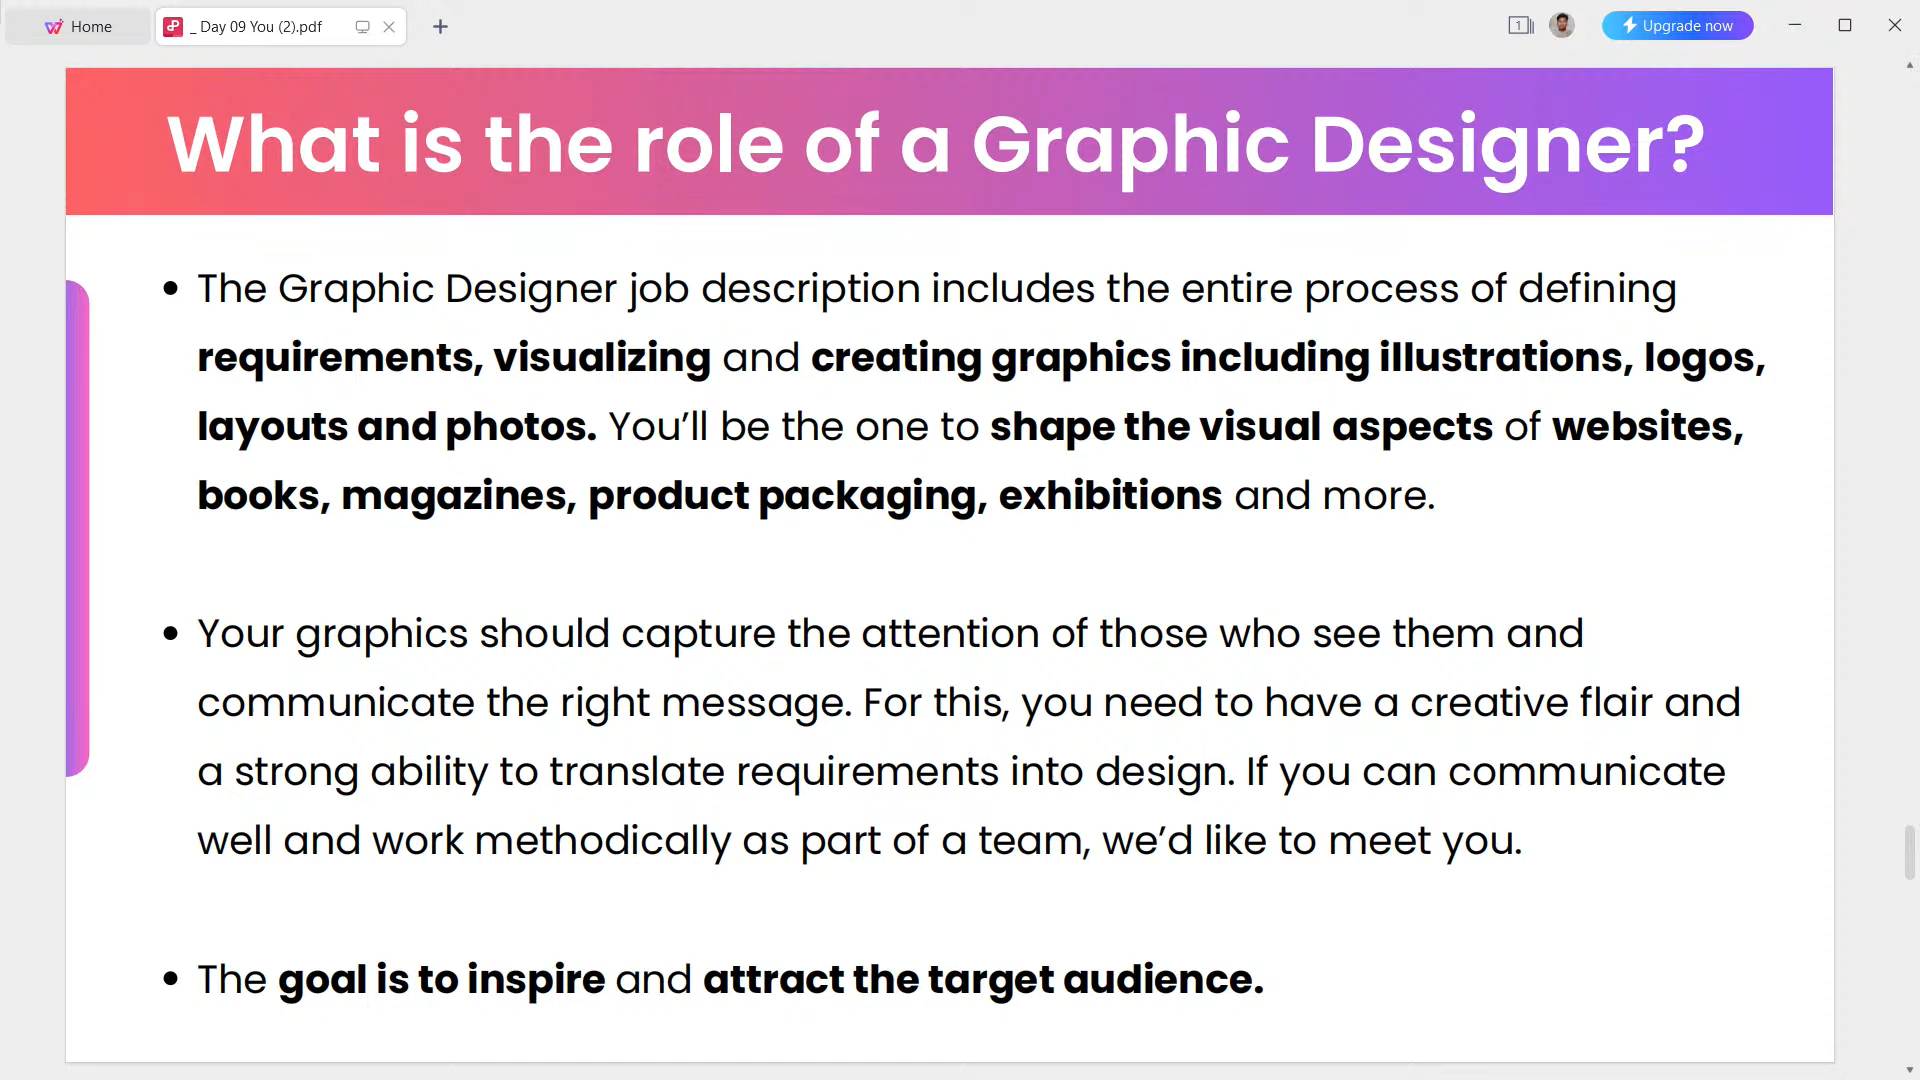 Home
_ Day 09 You (2).pdf
1
Upgrade now
What is the role of a Graphic Designer?
• The Graphic Designer job description includes the entire process of defining
requirements, visualizing and creating graphics including illustrations, logos,
layouts and photos. You’ll be the one to shape the visual aspects of websites,
books, magazines, product packaging, exhibitions and more.
• Your graphics should capture the attention of those who see them and
communicate the right message. For this, you need to have a creative flair and
a strong ability to translate requirements into design. If you can communicate
well and work methodically as part of a team, we’d like to meet you.
• The goal is to inspire and attract the target audience.